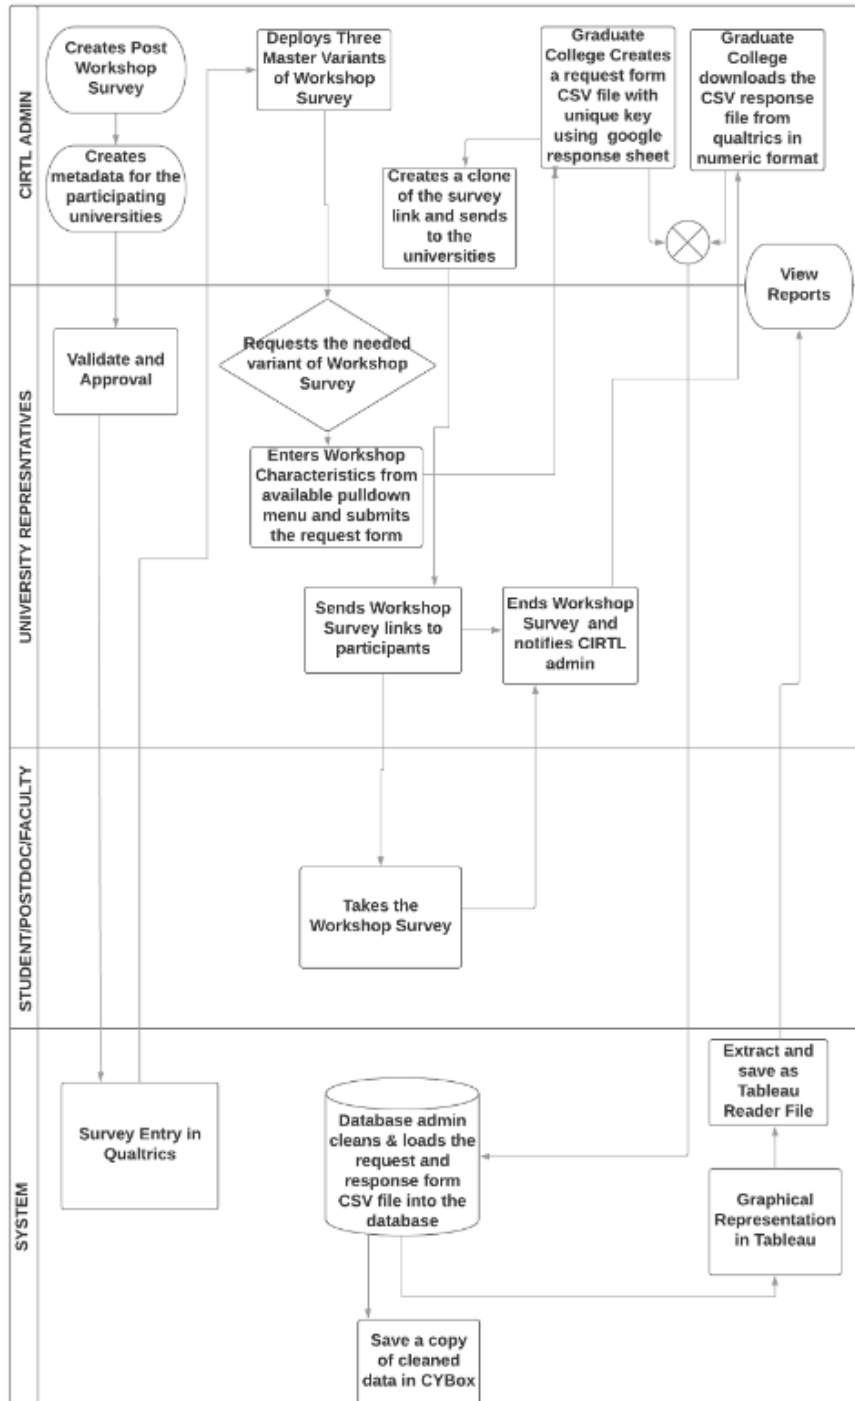 CIRTL ADMIN
Creates Post
Workshop
Survey
Creates
metadata for the
participating
universities
Deploys Three
Master Variants
of Workshop
Survey
Creates a clone
of the survey
link and sends
to the
universities
Graduate
College Creates
a request form
CSV file with
unique key
using google
response sheet
Graduate
College
downloads the
CSV response
file from
qualtrics in
numeric format
View
Reports
UNIVERSITY REPRESNTATIVES
Validate and
Approval
Requests the needed
variant of Workshop
Survey
Enters Workshop
Characteristics from
available pulldown
menu and submits
the request form
Sends Workshop
Survey links to
participants
Ends Workshop
Survey and
notifies CIRTL
admin
STUDENT/POSTDOC/FACULTY
Takes the
Workshop Survey
SYSTEM
Survey Entry in
Qualtrics
Database admin
cleans & loads the
request and
response form
CSV file into the
database
Save a copy
of cleaned
data in CYBox
Extract and
save as
Tableau
Reader File
Graphical
Representation
in Tableau